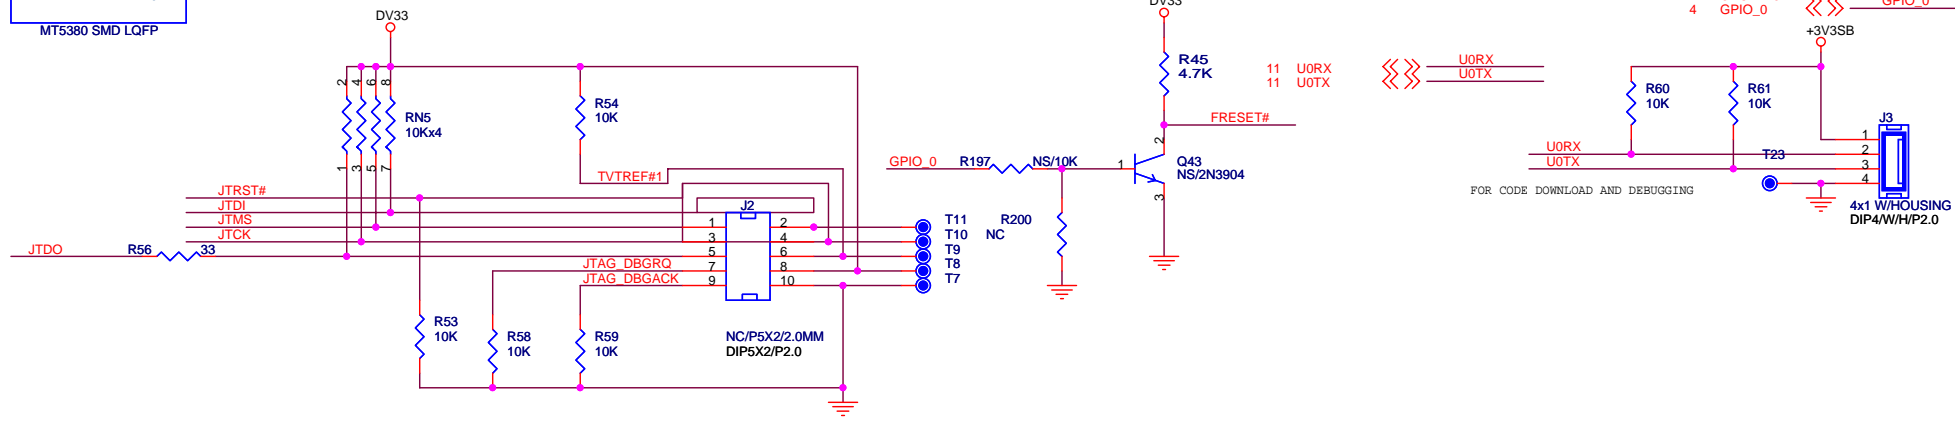 MT5380 SMD LQFP
DV33
2 4 6 8
RN5
10Kx4
1 3 5 7
R54
10K
TVTREF#1
JTRST#
JTDI
JTMS
JTCK
JTDO
R56 33
J2
1 2
3 4
5 6
7 8
9 10
JTAG_DBGRQ
JTAG_DBGACK
T11
T10
T9
T8
T7
R53
10K
R58
10K
R59
10K
NC/P5X2/2.0MM
DIP5X2/P2.0
DV33
R45
4.7K
FRESET#
GPIO_0
R197 NS/10K
1
2
3
Q43
NS/2N3904
R200
NC
11 U0RX
11 U0TX
U0RX
U0TX
4 GPIO_0
GPIO_0
+3V3SB
R60
10K
R61
10K
U0RX
U0TX
T23
J3
1
2
3
4
FOR CODE DOWNLOAD AND DEBUGGING
4x1 W/HOUSING
DIP4/W/H/P2.0